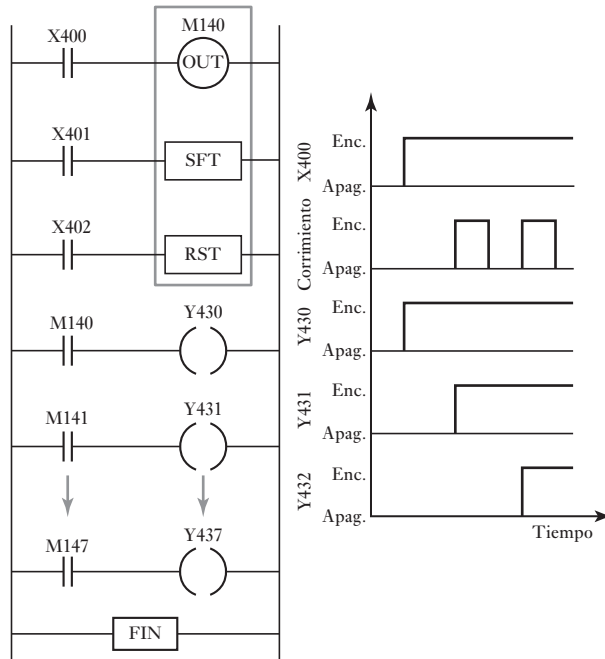 M140
X400
OUT
X401
SFT
X402
RST
M140
Y430
M141
Y431
M147
Y437
FIN
X400
Enc.
Apag.
Corrimiento
Enc.
Apag.
Y430
Enc.
Apag.
Y431
Enc.
Apag.
Y432
Enc.
Apag.
Tiempo